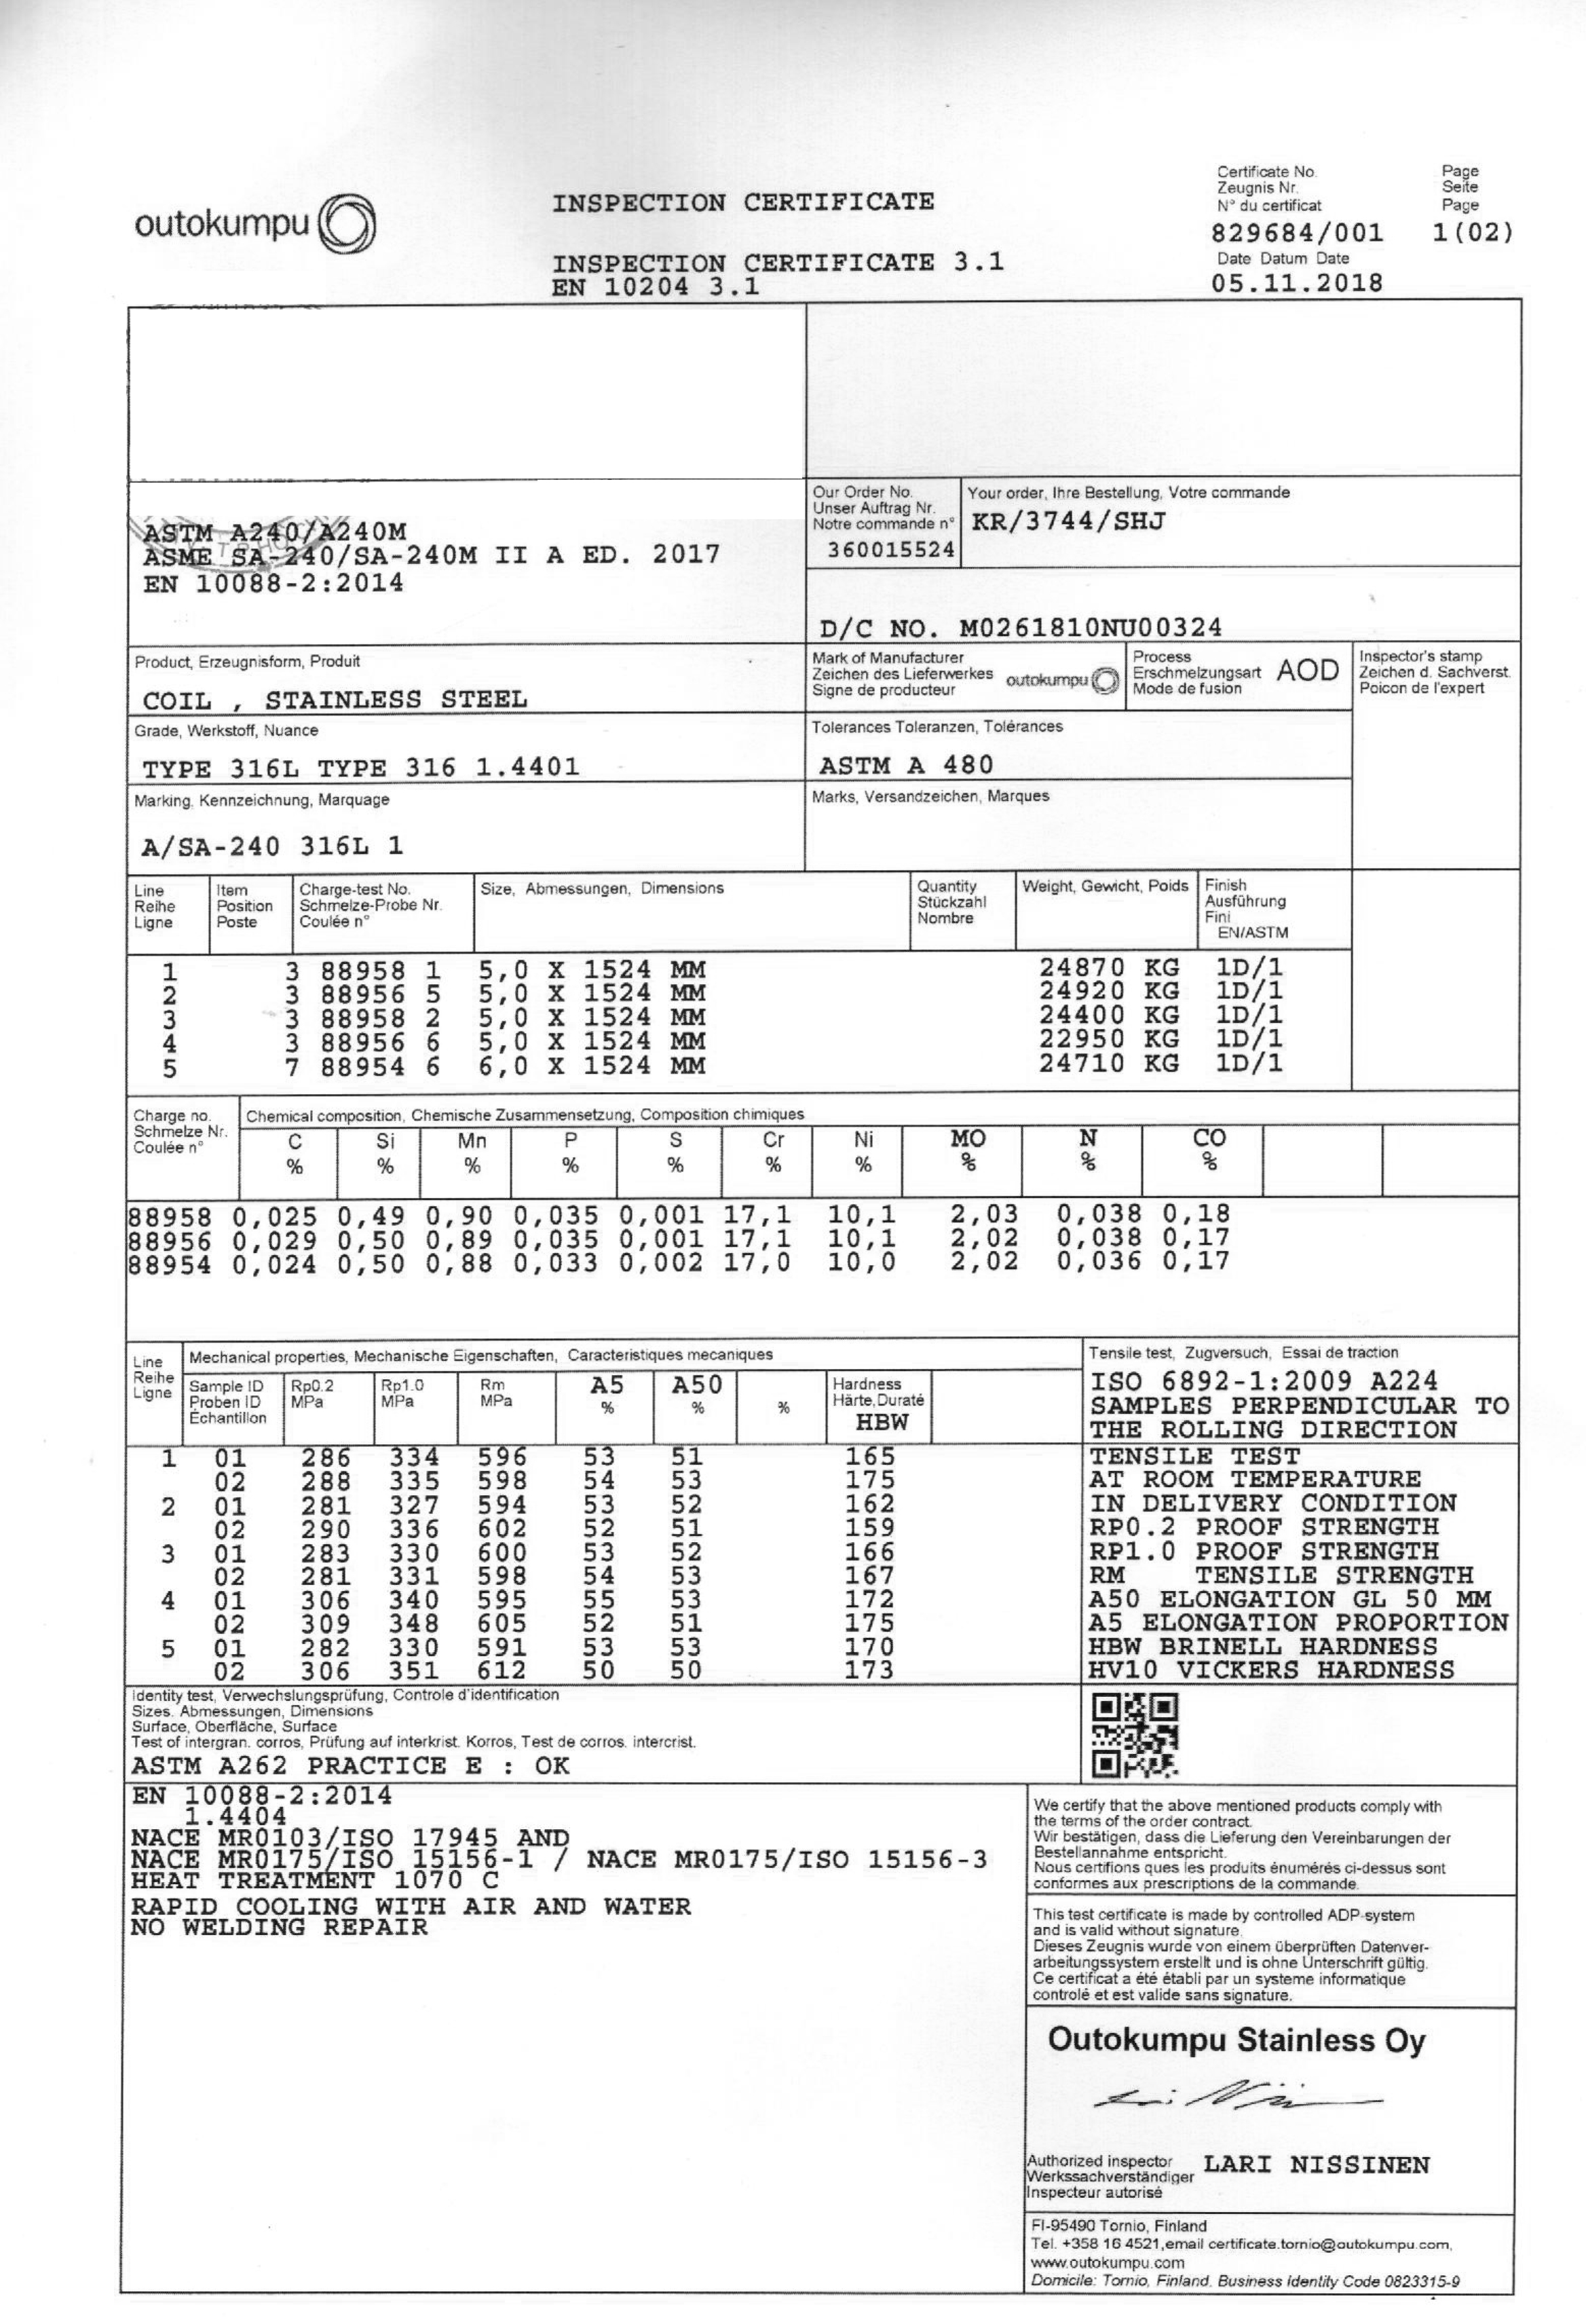 outokumpu
INSPECTION CERTIFICATE
INSPECTION CERTIFICATE 3.1
EN 10204 3.1
Certificate No.
Zeugnis Nr.
N° du certificat
829684/001
Page
Seite
Page
1(02)
Date Datum Date
05.11.2018
ASTM A240/A240M
ASME SA-240/SA-240M II A ED. 2017
EN 10088-2:2014
Our Order No.
Unser Auftrag Nr.
Notre commande n°
360015524
Your order, Ihre Bestellung, Votre commande
KR/3744/SHJ
D/C NO. M0261810NU00324
Product, Erzeugnisform, Produit
COIL , STAINLESS STEEL
Mark of Manufacturer
Zeichen des Lieferwerkes
Signe de producteur
outokumpu
Process
Erschmelzungsart
Mode de fusion
AOD
Inspector's stamp
Zeichen d. Sachverst.
Poicon de l'expert
Grade, Werkstoff, Nuance
TYPE 316L TYPE 316 1.4401
Tolerances Toleranzen, Tolérances
ASTM A 480
Marking, Kennzeichnung, Marquage
A/SA-240 316L 1
Marks, Versandzeichen, Marques
Line
Reihe
Ligne
Item
Position
Poste
Charge-test No.
Schmelze-Probe Nr.
Coulée n°
Size, Abmessungen, Dimensions
Quantity
Stückzahl
Nombre
Weight, Gewicht, Poids
Finish
Ausführung
Fini
EN/ASTM
1 3 88958 1 5,0 X 1524 MM 24870 KG 1D/1
2 3 88956 5 5,0 X 1524 MM 24920 KG 1D/1
3 3 88958 2 5,0 X 1524 MM 24400 KG 1D/1
4 3 88956 6 5,0 X 1524 MM 22950 KG 1D/1
5 7 88954 6 6,0 X 1524 MM 24710 KG 1D/1
Charge no.
Schmelze Nr.
Coulée n°
Chemical composition, Chemische Zusammensetzung, Composition chimiques
C Si Mn P S Cr Ni MO N CO
% % % % % % % % % %
88958 0,025 0,49 0,90 0,035 0,001 17,1 10,1 2,03 0,038 0,18
88956 0,029 0,50 0,89 0,035 0,001 17,1 10,1 2,02 0,038 0,17
88954 0,024 0,50 0,88 0,033 0,002 17,0 10,0 2,02 0,036 0,17
Line
Reihe
Ligne
Mechanical properties, Mechanische Eigenschaften, Caracteristiques mecaniques
Sample ID
Proben ID
Échantillon
Rp0.2
MPa
Rp1.0
MPa
Rm
MPa
A5
%
A50
%
%
Hardness
Härte,Duraté
HBW
Tensile test, Zugversuch, Essai de traction
ISO 6892-1:2009 A224
SAMPLES PERPENDICULAR TO
THE ROLLING DIRECTION
1 01 286 334 596 53 51 165
02 288 335 598 54 53 175
2 01 281 327 594 53 52 162
02 290 336 602 52 51 159
3 01 283 330 600 53 52 166
02 281 331 598 54 53 167
4 01 306 340 595 55 53 172
02 309 348 605 52 51 175
5 01 282 330 591 53 53 170
02 306 351 612 50 50 173
TENSILE TEST
AT ROOM TEMPERATURE
IN DELIVERY CONDITION
RP0.2 PROOF STRENGTH
RP1.0 PROOF STRENGTH
RM TENSILE STRENGTH
A50 ELONGATION GL 50 MM
A5 ELONGATION PROPORTION
HBW BRINELL HARDNESS
HV10 VICKERS HARDNESS
Identity test, Verwechslungsprüfung, Controle d'identification
Sizes. Abmessungen, Dimensions
Surface, Oberfläche, Surface
Test of intergran. corros, Prüfung auf interkrist. Korros, Test de corros. intercrist.
ASTM A262 PRACTICE E : OK
EN 10088-2:2014
1.4404
NACE MR0103/ISO 17945 AND
NACE MR0175/ISO 15156-1 / NACE MR0175/ISO 15156-3
HEAT TREATMENT 1070 C
RAPID COOLING WITH AIR AND WATER
NO WELDING REPAIR
We certify that the above mentioned products comply with
the terms of the order contract.
Wir bestätigen, dass die Lieferung den Vereinbarungen der
Bestellannahme entspricht.
Nous certifions ques les produits énumérés ci-dessus sont
conformes aux prescriptions de la commande.
This test certificate is made by controlled ADP-system
and is valid without signature.
Dieses Zeugnis wurde von einem überprüften Datenver-
arbeitungssystem erstellt und is ohne Unterschrift gültig.
Ce certificat a été établi par un systeme informatique
controlé et est valide sans signature.
Outokumpu Stainless Oy
Authorized inspector
Werkssachverständiger
Inspecteur autorisé
LARI NISSINEN
FI-95490 Tornio, Finland
Tel. +358 16 4521,email certificate.tornio@outokumpu.com,
www.outokumpu.com
Domicile: Tornio, Finland. Business Identity Code 0823315-9